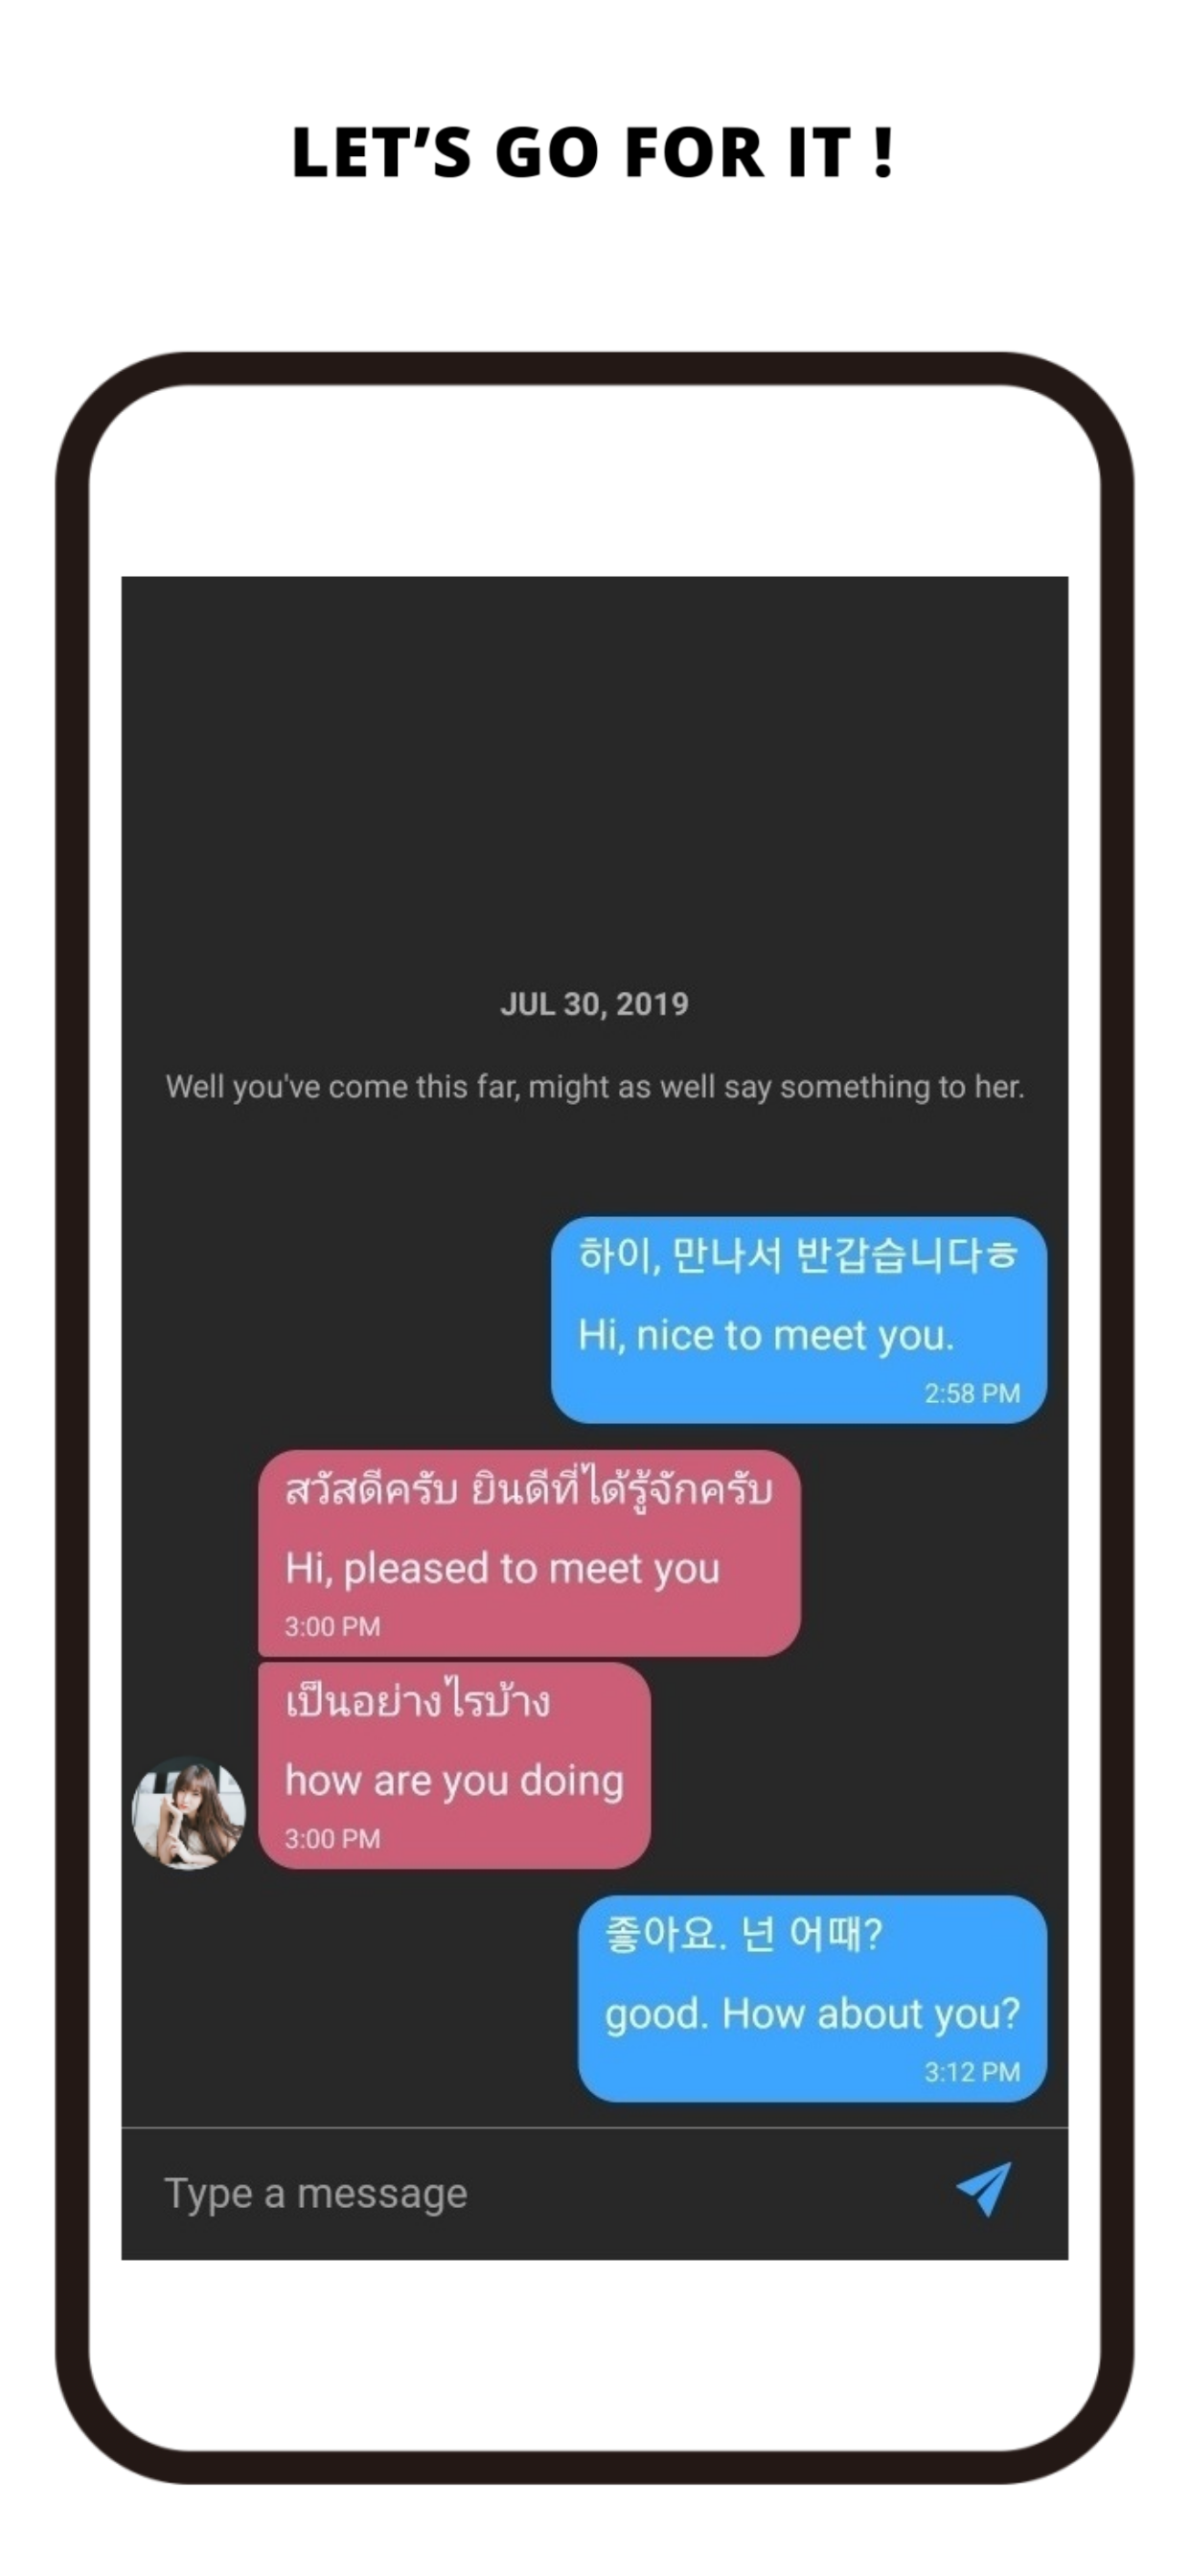 LET’S GO FOR IT !
JUL 30, 2019
Well you've come this far, might as well say something to her.
하이, 만나서 반갑습니다ㅎ
Hi, nice to meet you.
2:58 PM
สวัสดีครับ ยินดีที่ได้รู้จักครับ
Hi, pleased to meet you
3:00 PM
เป็นอย่างไรบ้าง
how are you doing
3:00 PM
좋아요. 넌 어때?
good. How about you?
3:12 PM
Type a message